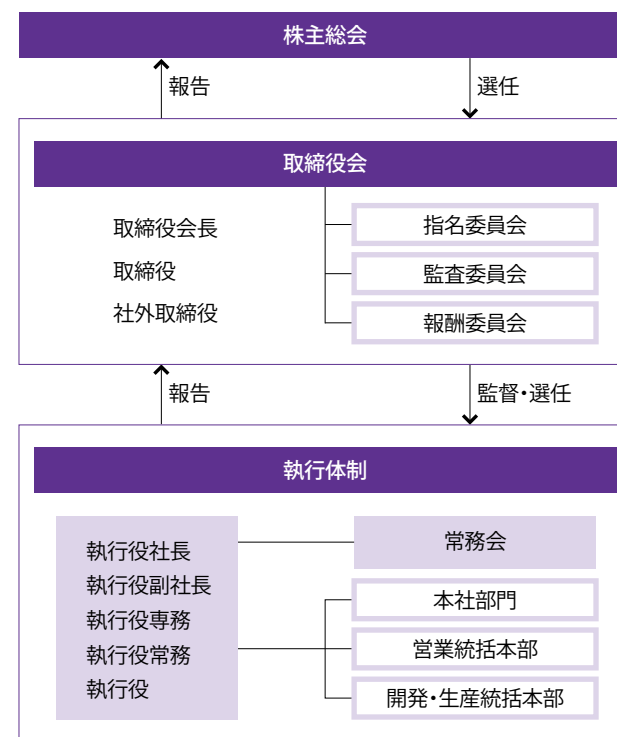 株主総会
報告
選任
取締役会
取締役会長
取締役
社外取締役
指名委員会
監査委員会
報酬委員会
報告
監督・選任
執行体制
執行役社長
執行役副社長
執行役専務
執行役常務
執行役
常務会
本社部門
営業統括本部
開発・生産統括本部